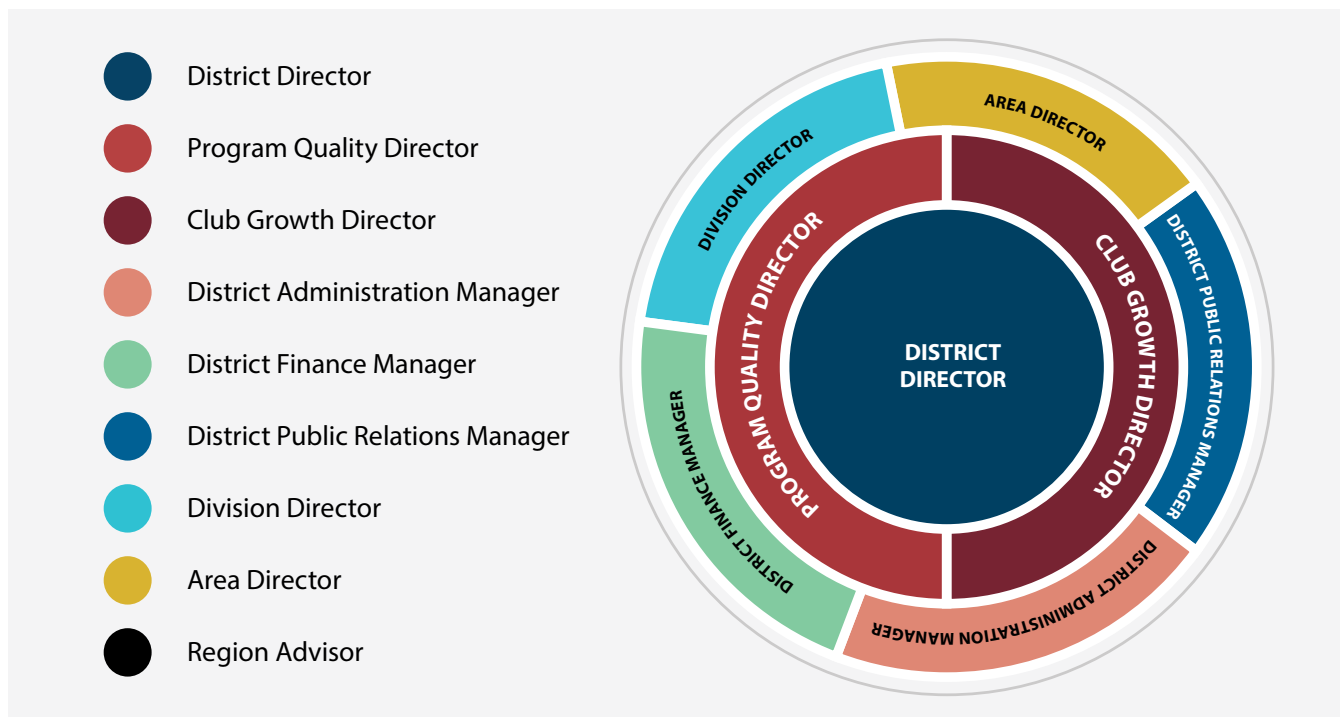 District Director
Program Quality Director
Club Growth Director
District Administration Manager
District Finance Manager
District Public Relations Manager
Division Director
Area Director
Region Advisor
AREA DIRECTOR
DIVISION DIRECTOR
DISTRICT PUBLIC RELATIONS MANAGER
PROGRAM QUALITY DIRECTOR
CLUB GROWTH DIRECTOR
DISTRICT
DIRECTOR
DISTRICT FINANCE MANAGER
DISTRICT ADMINISTRATION MANAGER